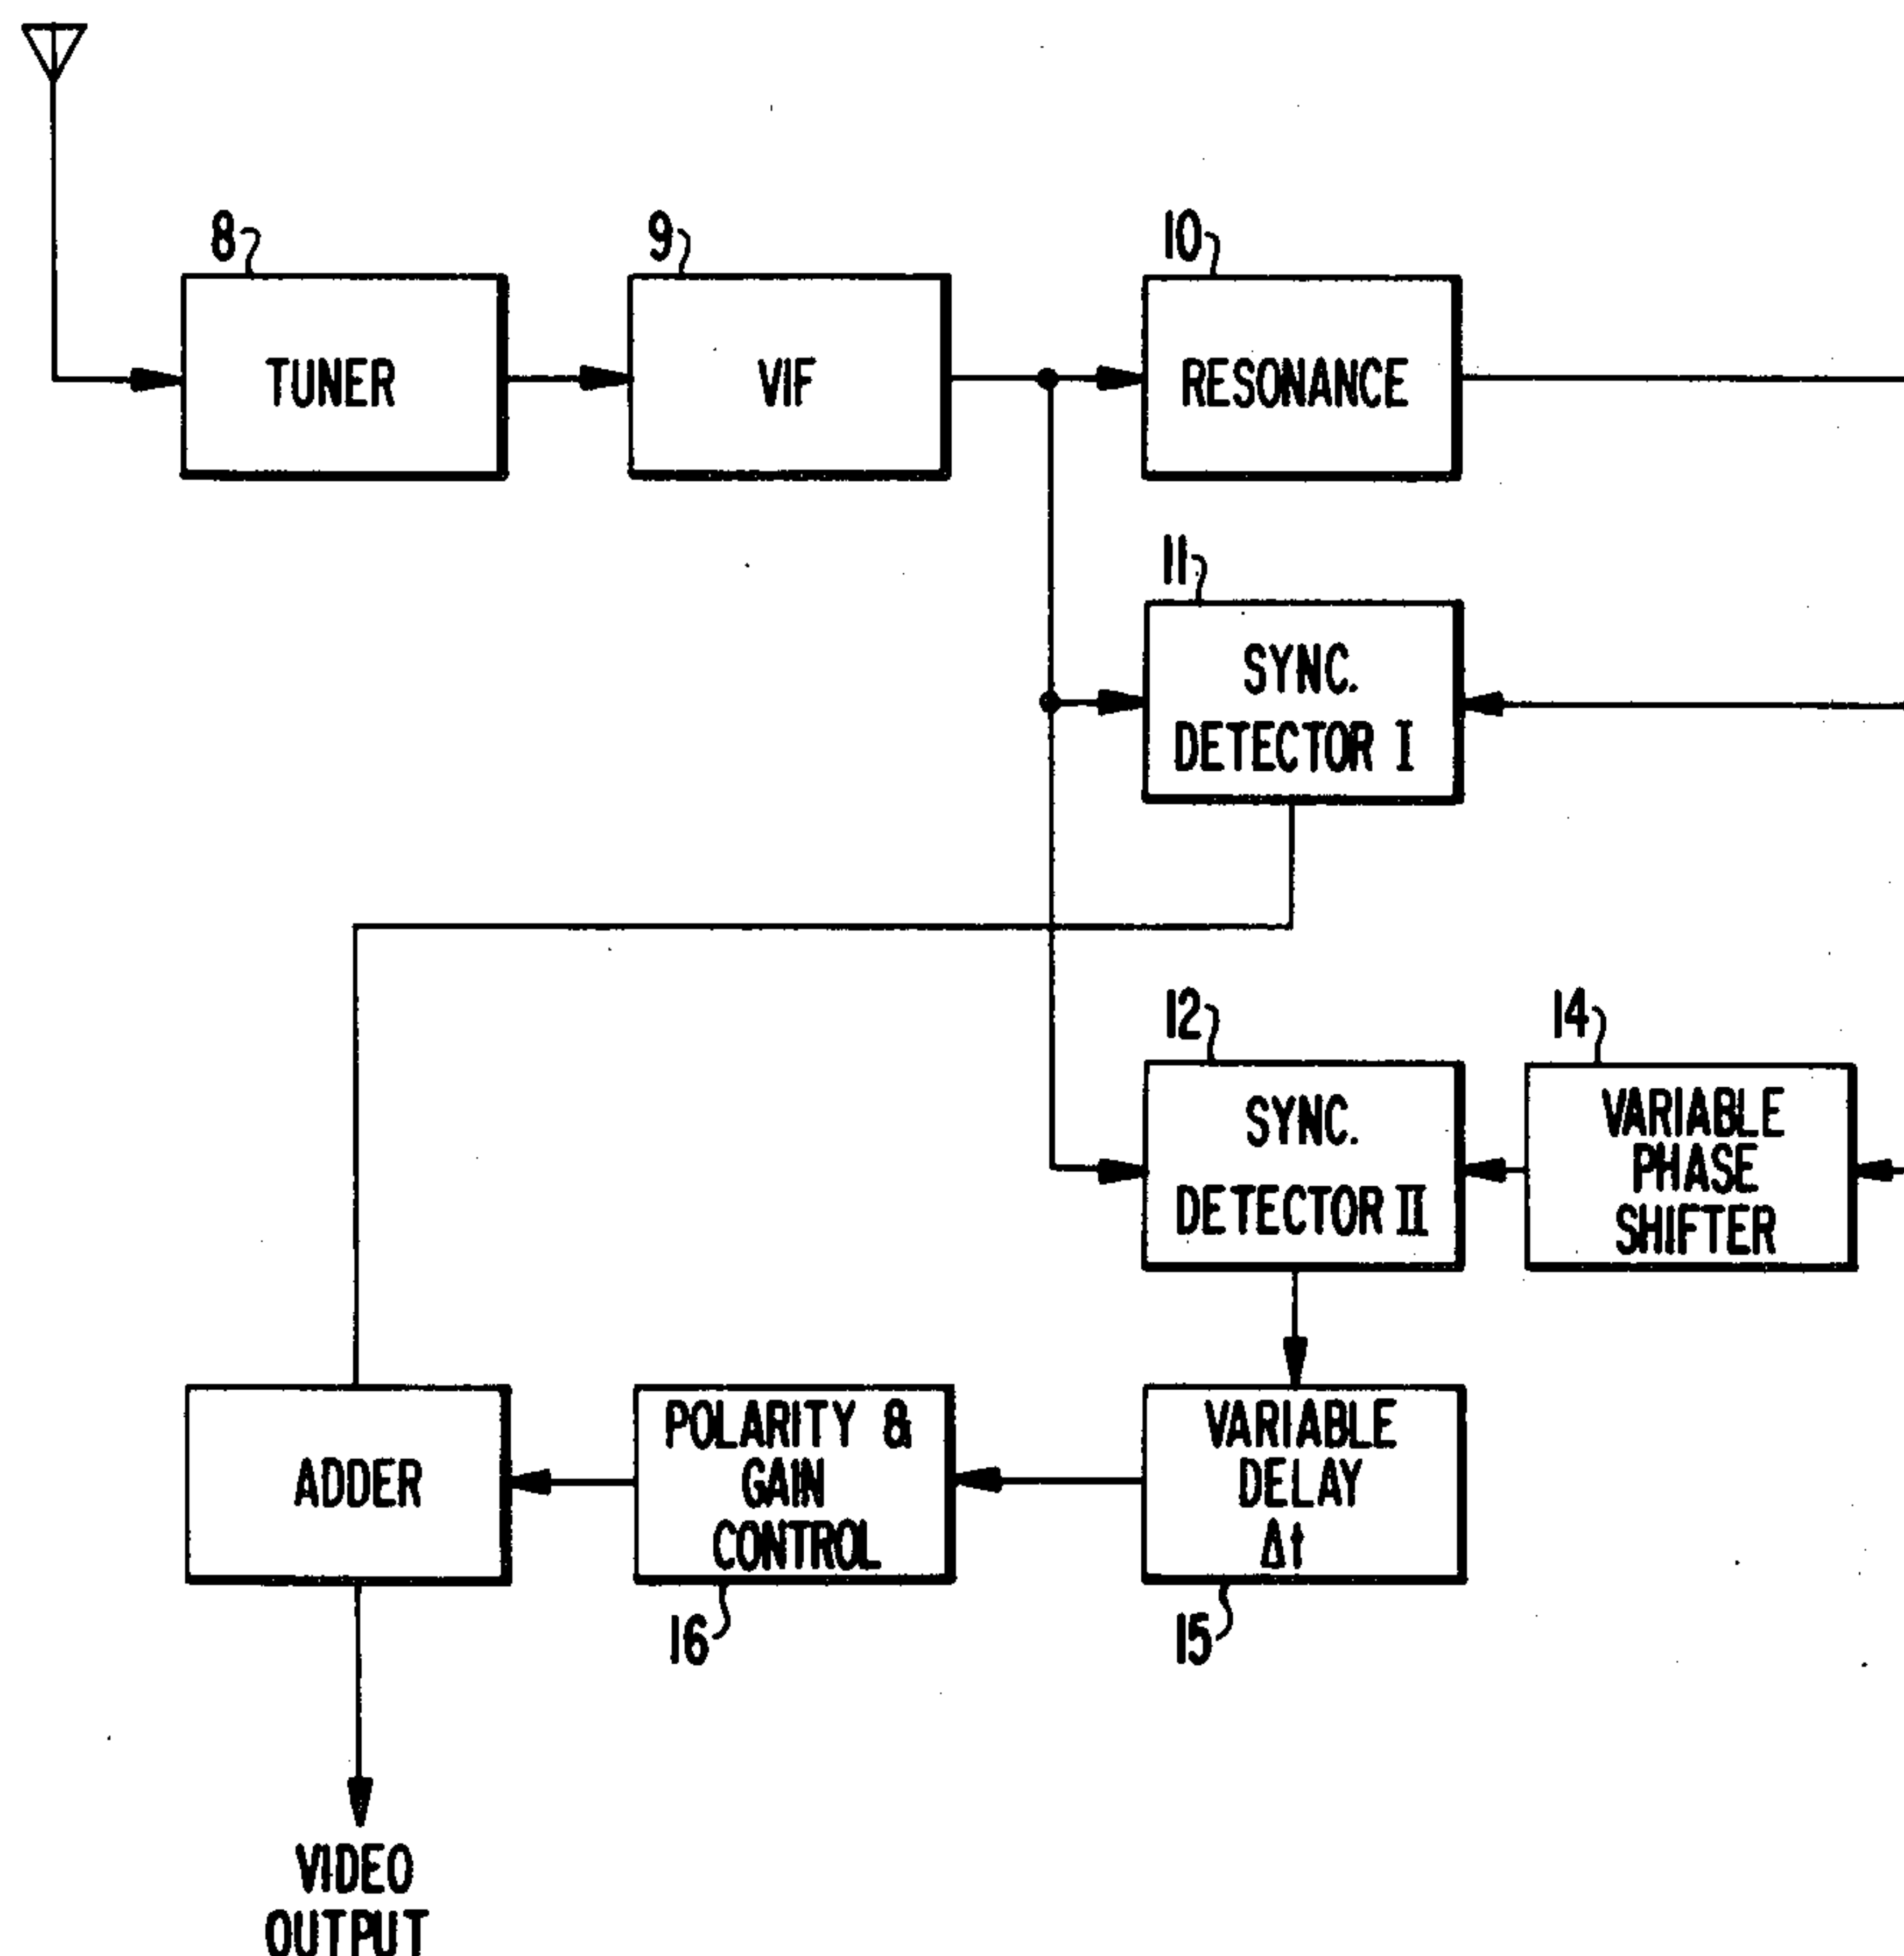 8
9
10
TUNER
VIF
RESONANCE
11
SYNC.
DETECTOR I
12
14
SYNC.
DETECTOR II
VARIABLE
PHASE
SHIFTER
ADDER
POLARITY &
GAIN
CONTROL
VARIABLE
DELAY
Δt
16
15
VIDEO
OUTPUT